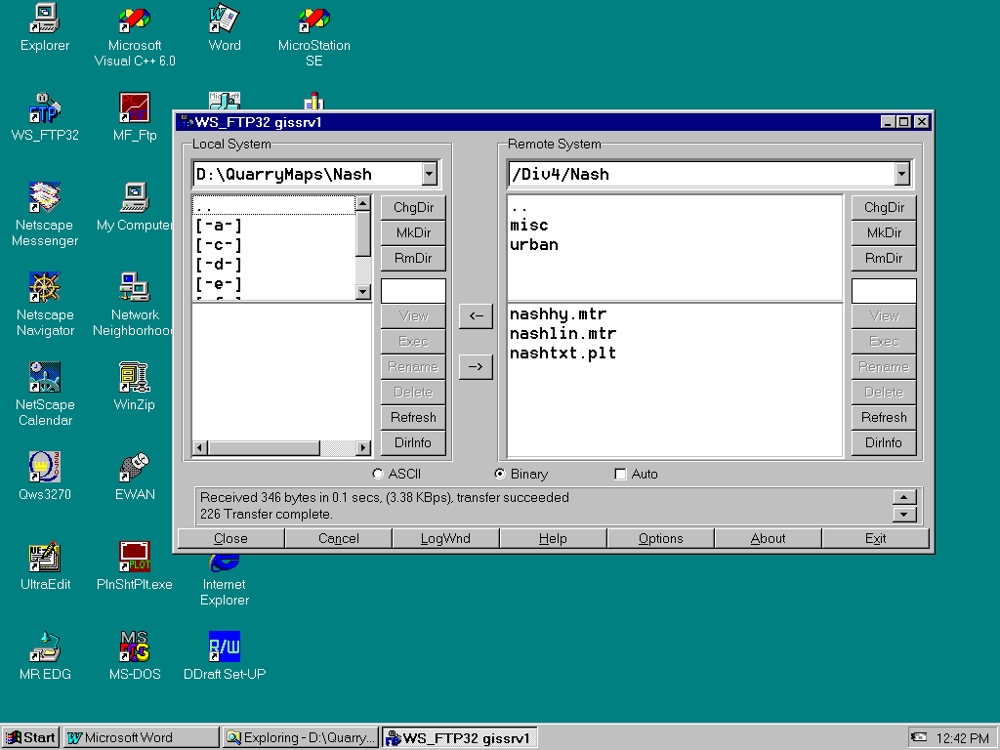 Explorer
Microsoft
Visual C++ 6.0
Word
MicroStation
SE
WS_FTP32
MF_Ftp
Netscape
Messenger
My Computer
Netscape
Navigator
Network
Neighborhood
NetScape
Calendar
WinZip
Qws3270
EWAN
UltraEdit
PlnShtPlt.exe
Internet
Explorer
MR EDG
MS-DOS
DDraft Set-UP
WS_FTP32 gissrv1
Local System
D:\QuarryMaps\Nash
..
[-a-]
[-c-]
[-d-]
[-e-]
ChgDir
MkDir
RmDir
View
Exec
Rename
Delete
Refresh
DirInfo
<--
-->
Remote System
/Div4/Nash
..
misc
urban
nashhy.mtr
nashlin.mtr
nashtxt.plt
ChgDir
MkDir
RmDir
View
Exec
Rename
Delete
Refresh
DirInfo
ASCII Binary Auto
Received 346 bytes in 0.1 secs, (3.38 KBps), transfer succeeded
226 Transfer complete.
Close Cancel LogWnd Help Options About Exit
Start Microsoft Word Exploring - D:\Quarry... WS_FTP32 gissrv1 12:42 PM